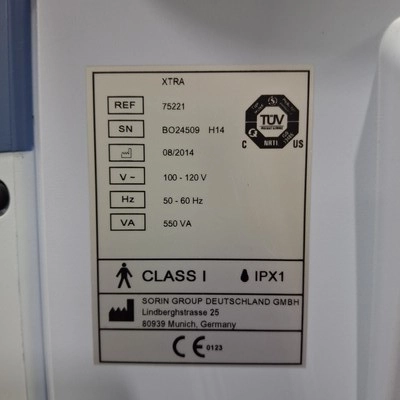 XTRA
REF 75221
SN BO24509 H14
08/2014
V~ 100 - 120 V
Hz 50 - 60 Hz
VA 550 VA
TÜV
C US
NRTL
CLASS I IPX1
SORIN GROUP DEUTSCHLAND GMBH
Lindberghstrasse 25
80939 Munich, Germany
CE 0123